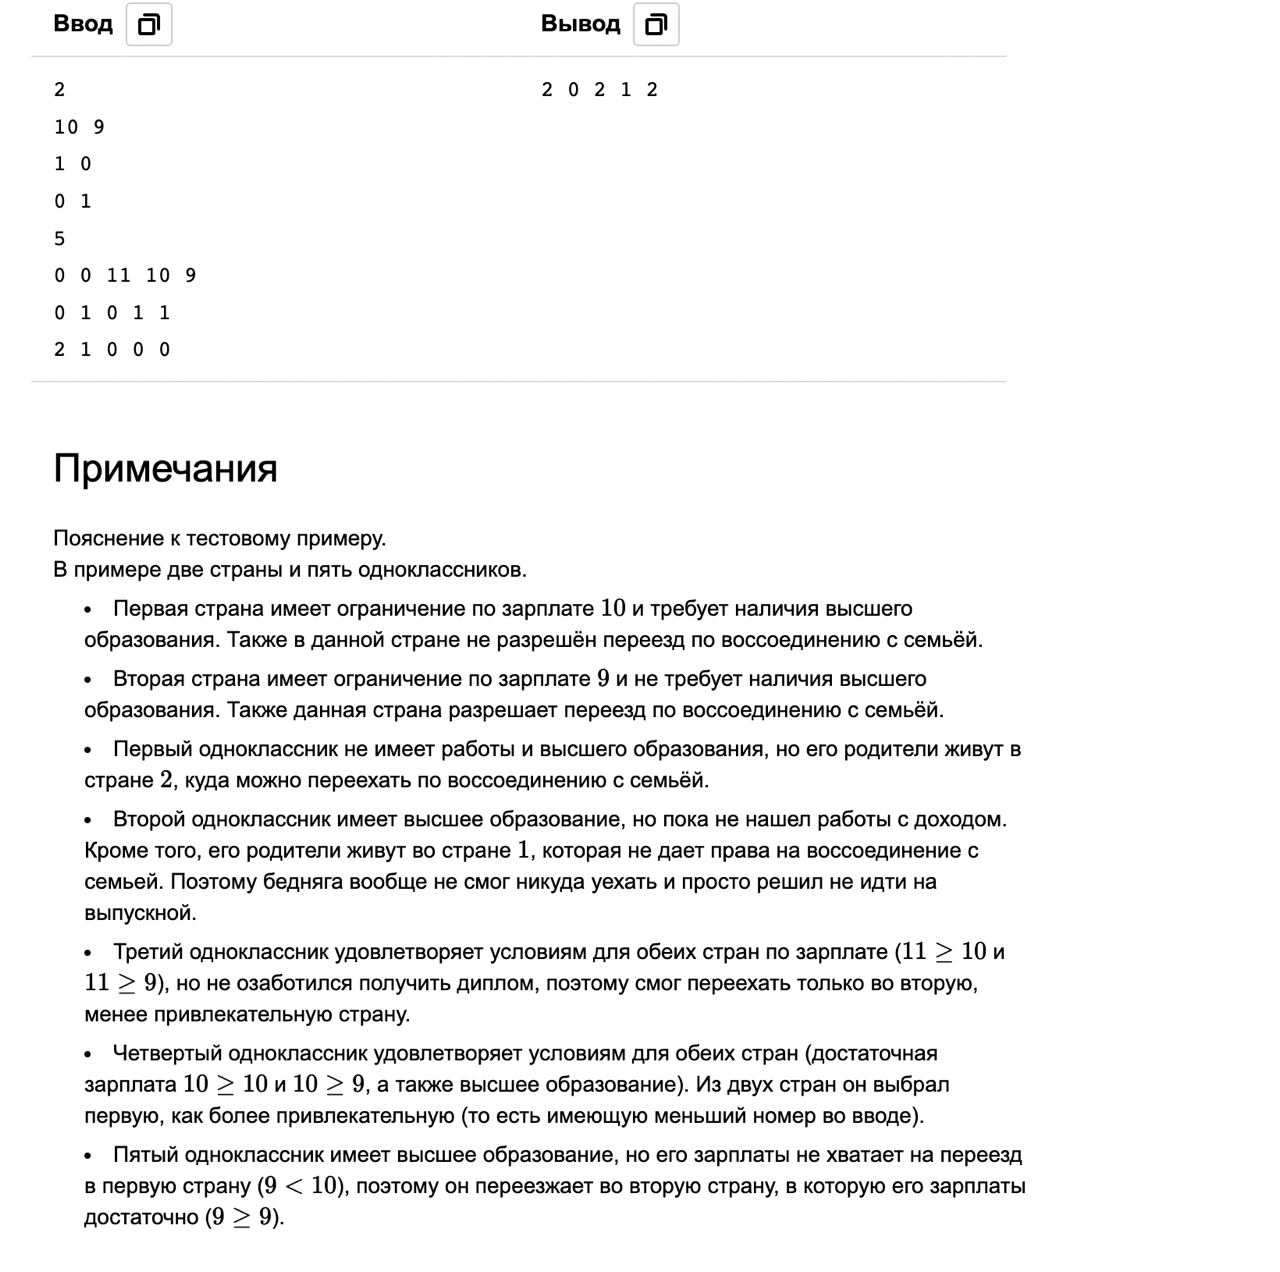 Ввод
Вывод
2
10 9
1 0
0 1
5
0 0 11 10 9
0 1 0 1 1
2 1 0 0 0
2 0 2 1 2
Примечания
Пояснение к тестовому примеру.
В примере две страны и пять одноклассников.
• Первая страна имеет ограничение по зарплате 10 и требует наличия высшего
образования. Также в данной стране не разрешён переезд по воссоединению с семьёй.
• Вторая страна имеет ограничение по зарплате 9 и не требует наличия высшего
образования. Также данная страна разрешает переезд по воссоединению с семьёй.
• Первый одноклассник не имеет работы и высшего образования, но его родители живут в
стране 2, куда можно переехать по воссоединению с семьёй.
• Второй одноклассник имеет высшее образование, но пока не нашел работы с доходом.
Кроме того, его родители живут во стране 1, которая не дает права на воссоединение с
семьей. Поэтому бедняга вообще не смог никуда уехать и просто решил не идти на
выпускной.
• Третий одноклассник удовлетворяет условиям для обеих стран по зарплате (11 ≥ 10 и
11 ≥ 9), но не озаботился получить диплом, поэтому смог переехать только во вторую,
менее привлекательную страну.
• Четвертый одноклассник удовлетворяет условиям для обеих стран (достаточная
зарплата 10 ≥ 10 и 10 ≥ 9, а также высшее образование). Из двух стран он выбрал
первую, как более привлекательную (то есть имеющую меньший номер во вводе).
• Пятый одноклассник имеет высшее образование, но его зарплаты не хватает на переезд
в первую страну (9 < 10), поэтому он переезжает во вторую страну, в которую его зарплаты
достаточно (9 ≥ 9).